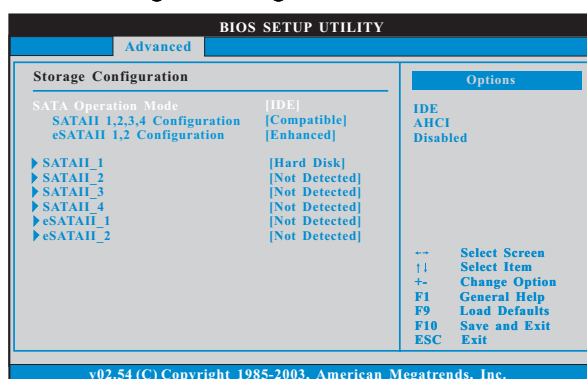 BIOS SETUP UTILITY
Advanced
Storage Configuration
SATA Operation Mode [IDE]
SATAII 1,2,3,4 Configuration [Compatible]
eSATAII 1,2 Configuration [Enhanced]
SATAII_1 [Hard Disk]
SATAII_2 [Not Detected]
SATAII_3 [Not Detected]
SATAII_4 [Not Detected]
eSATAII_1 [Not Detected]
eSATAII_2 [Not Detected]
Options
IDE
AHCI
Disabled
←→ Select Screen
↑↓ Select Item
+- Change Option
F1 General Help
F9 Load Defaults
F10 Save and Exit
ESC Exit
v02.54 (C) Copyright 1985-2003, American Megatrends, Inc.